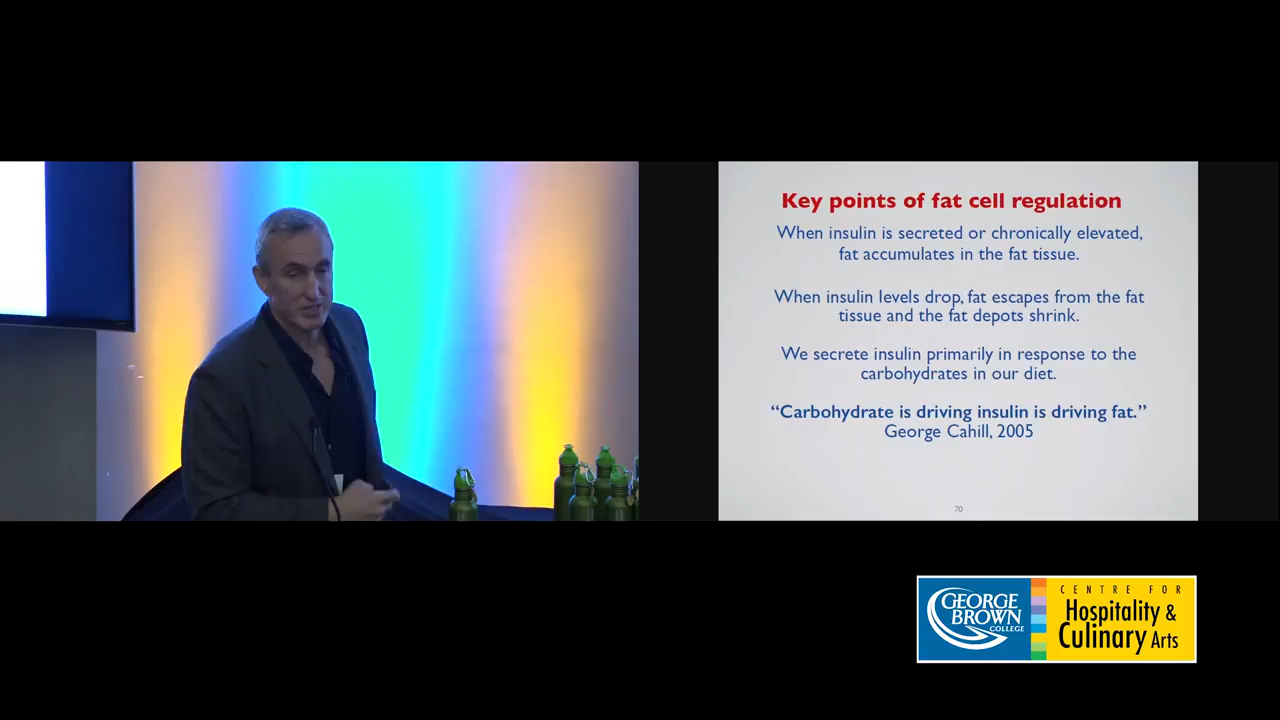 Key points of fat cell regulation
When insulin is secreted or chronically elevated,
fat accumulates in the fat tissue.
When insulin levels drop, fat escapes from the fat
tissue and the fat depots shrink.
We secrete insulin primarily in response to the
carbohydrates in our diet.
“Carbohydrate is driving insulin is driving fat.”
George Cahill, 2005
70
GEORGE
BROWN
COLLEGE
CENTRE FOR
Hospitality &
Culinary Arts